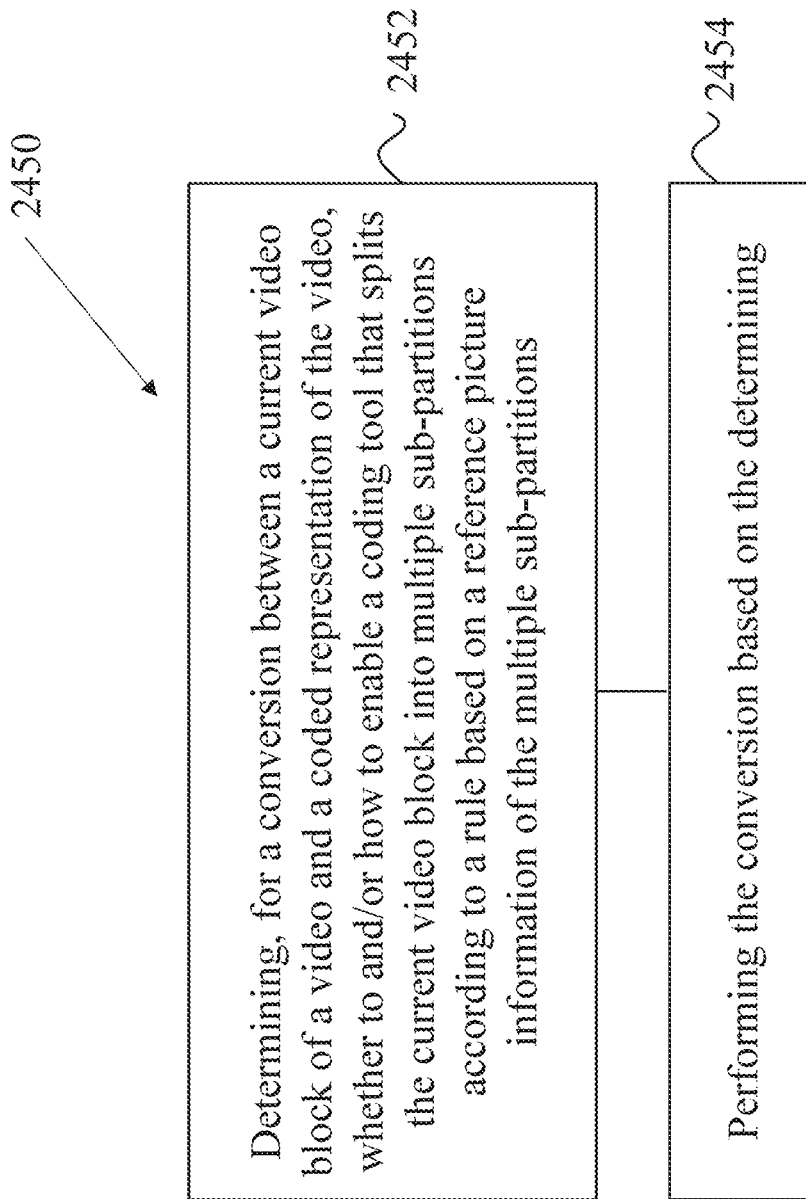 2450
Determining, for a conversion between a current video
block of a video and a coded representation of the video,
whether to and/or how to enable a coding tool that splits
the current video block into multiple sub-partitions
according to a rule based on a reference picture
information of the multiple sub-partitions
2452
Performing the conversion based on the determining
2454